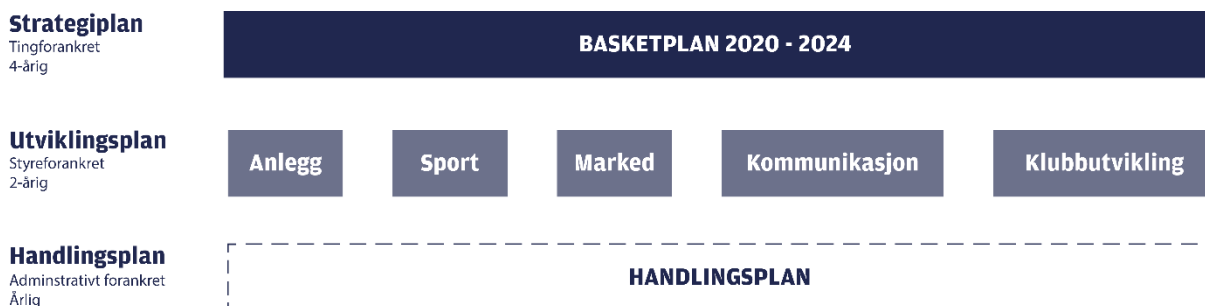 Strategiplan
Tingforankret
4-årig
BASKETPLAN 2020 - 2024
Utviklingsplan
Styreforankret
2-årig
Anlegg
Sport
Marked
Kommunikasjon
Klubbutvikling
Handlingsplan
Adminstrativt forankret
Årlig
HANDLINGSPLAN